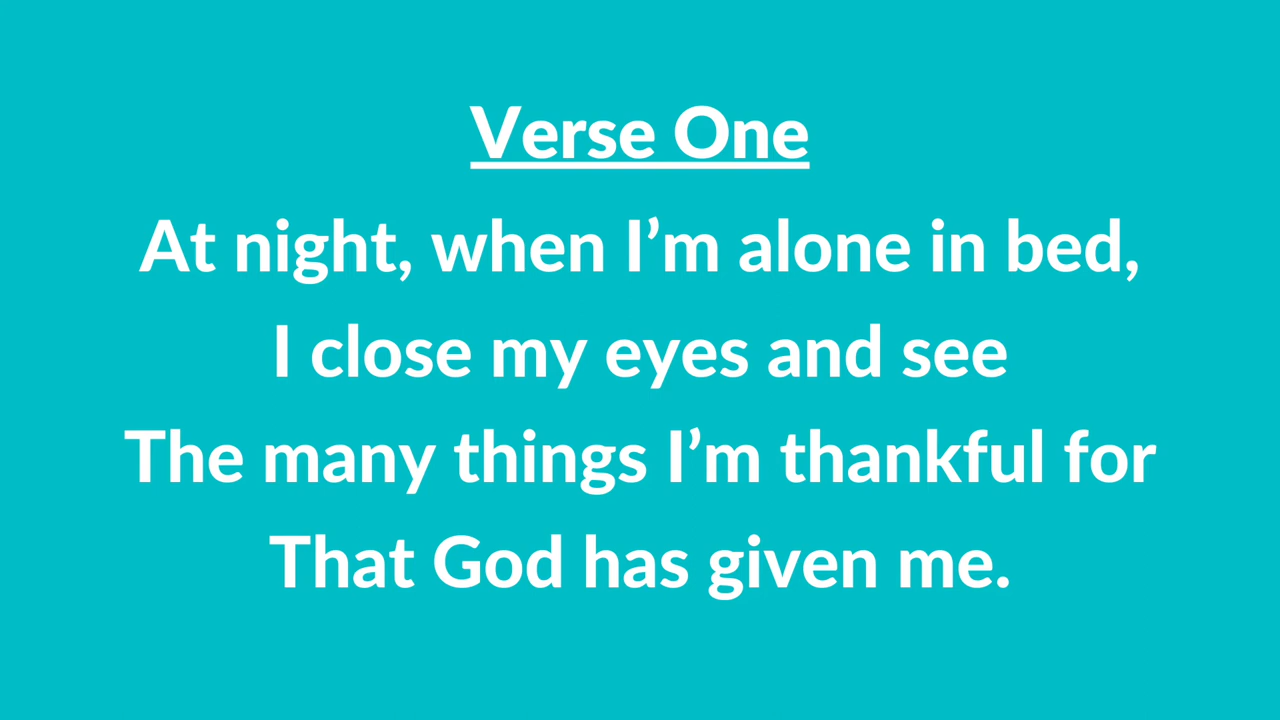 Verse One
At night, when I’m alone in bed,
I close my eyes and see
The many things I’m thankful for
That God has given me.